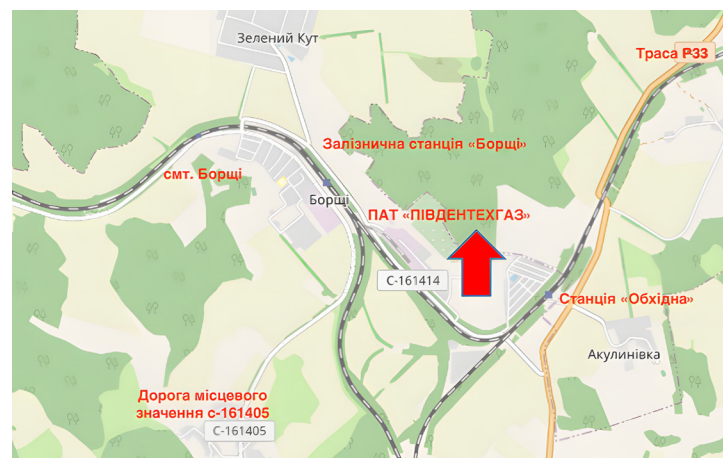 Зелений Кут
Траса Р33
Залізнична станція «Борщі»
смт. Борщі
Борщі
ПАТ «ПІВДЕНТЕХГАЗ»
С-161414
Станція «Обхідна»
Акулинівка
Дорога місцевого
значення с-161405
С-161405